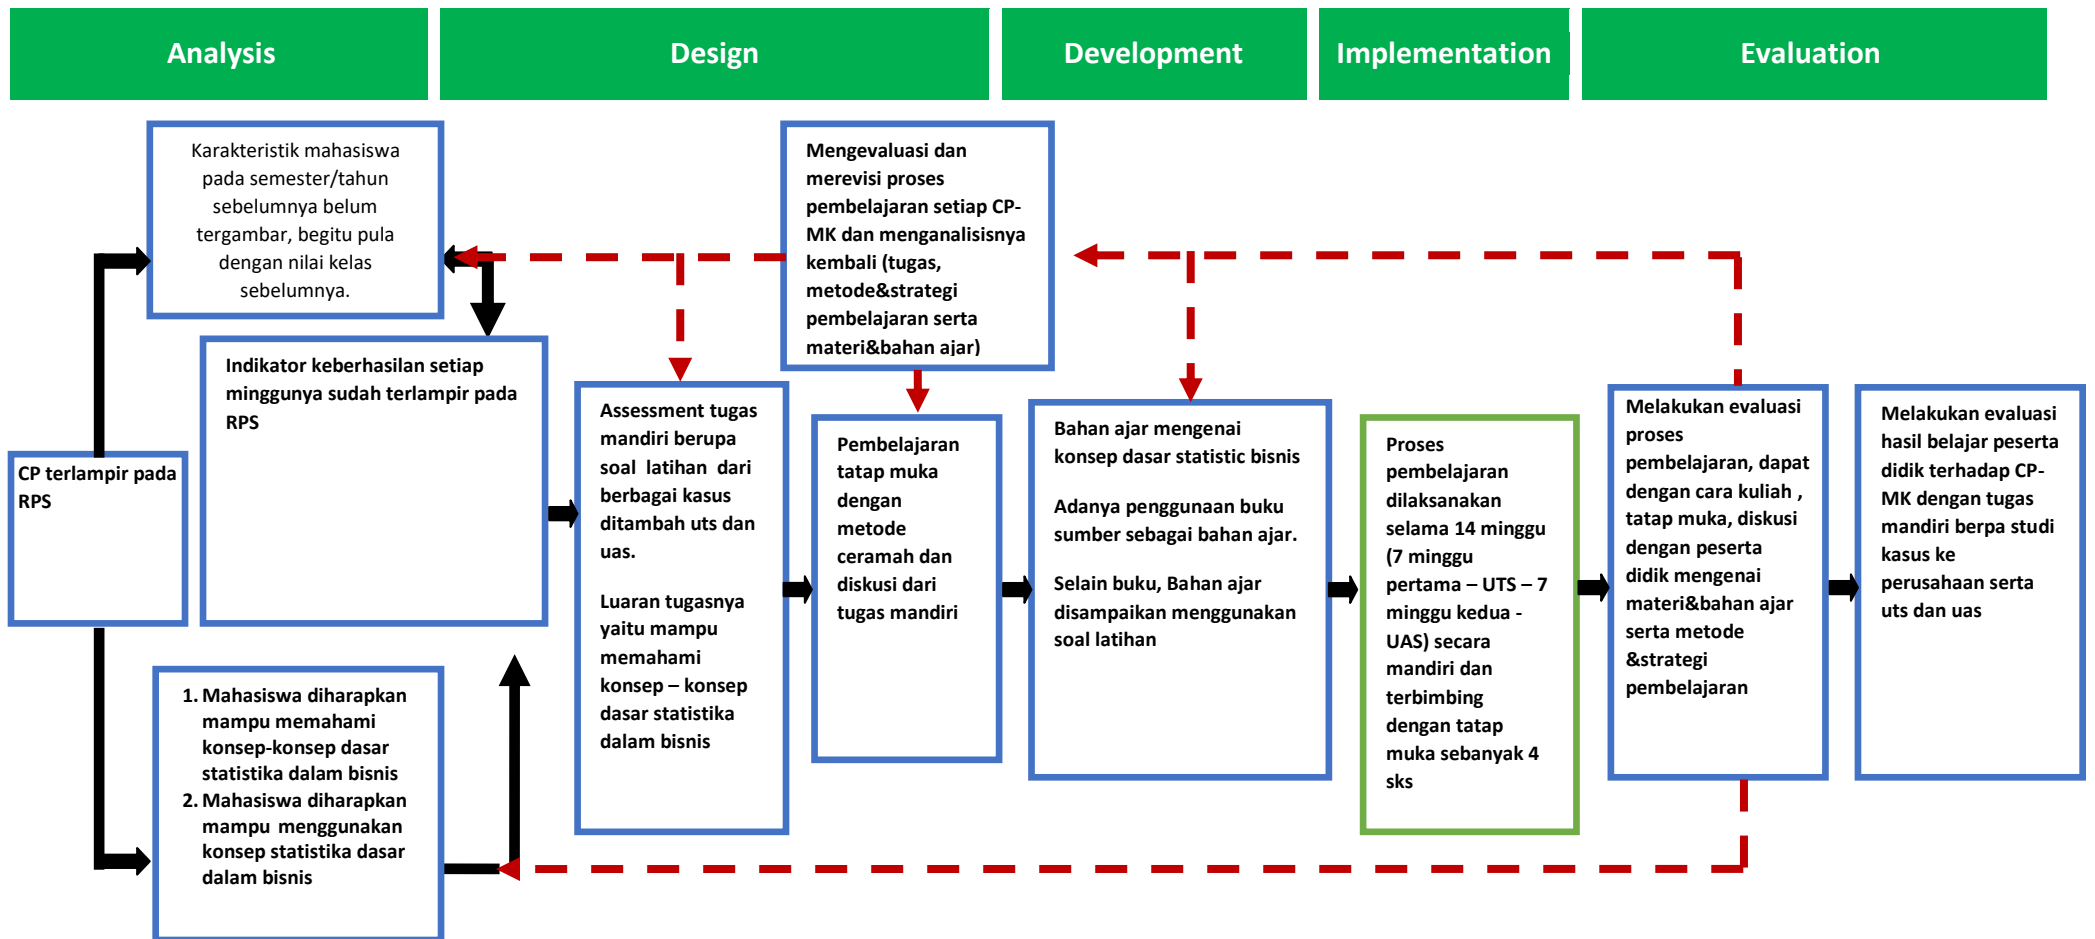 Analysis
Design
Development
Implementation
Evaluation
Karakteristik mahasiswa
pada semester/tahun
sebelumnya belum
tergambar, begitu pula
dengan nilai kelas
sebelumnya.
Indikator keberhasilan setiap
minggunya sudah terlampir pada
RPS
CP terlampir pada
RPS
1. Mahasiswa diharapkan
mampu memahami
konsep-konsep dasar
statistika dalam bisnis
2. Mahasiswa diharapkan
mampu menggunakan
konsep statistika dasar
dalam bisnis
Assessment tugas
mandiri berupa
soal latihan dari
berbagai kasus
ditambah uts dan
uas.
Luaran tugasnya
yaitu mampu
memahami
konsep – konsep
dasar statistika
dalam bisnis
Mengevaluasi dan
merevisi proses
pembelajaran setiap CP-
MK dan menganalisisnya
kembali (tugas,
metode&strategi
pembelajaran serta
materi&bahan ajar)
Pembelajaran
tatap muka
dengan
metode
ceramah dan
diskusi dari
tugas mandiri
Bahan ajar mengenai
konsep dasar statistic bisnis
Adanya penggunaan buku
sumber sebagai bahan ajar.
Selain buku, Bahan ajar
disampaikan menggunakan
soal latihan
Proses
pembelajaran
dilaksanakan
selama 14 minggu
(7 minggu
pertama – UTS – 7
minggu kedua -
UAS) secara
mandiri dan
terbimbing
dengan tatap
muka sebanyak 4
sks
Melakukan evaluasi
proses
pembelajaran, dapat
dengan cara kuliah ,
tatap muka, diskusi
dengan peserta
didik mengenai
materi&bahan ajar
serta metode
&strategi
pembelajaran
Melakukan evaluasi
hasil belajar peserta
didik terhadap CP-
MK dengan tugas
mandiri berpa studi
kasus ke
perusahaan serta
uts dan uas